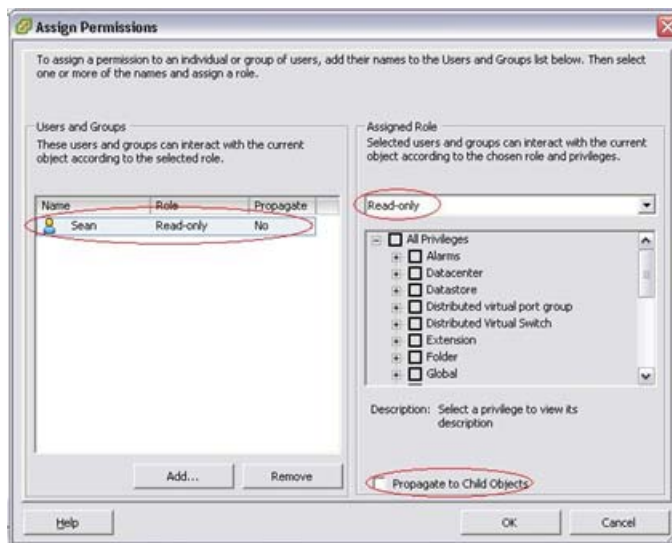 Assign Permissions
To assign a permission to an individual or group of users, add their names to the Users and Groups list below. Then select
one or more of the names and assign a role.
Users and Groups
These users and groups can interact with the current
object according to the selected role.
Name Role Propagate
Sean Read-only No
Add... Remove
Assigned Role
Selected users and groups can interact with the current
object according to the chosen role and privileges.
Read-only
All Privileges
Alarms
Datacenter
Datastore
Distributed virtual port group
Distributed Virtual Switch
Extension
Folder
Global
Description: Select a privilege to view its
description
Propagate to Child Objects
Help OK Cancel